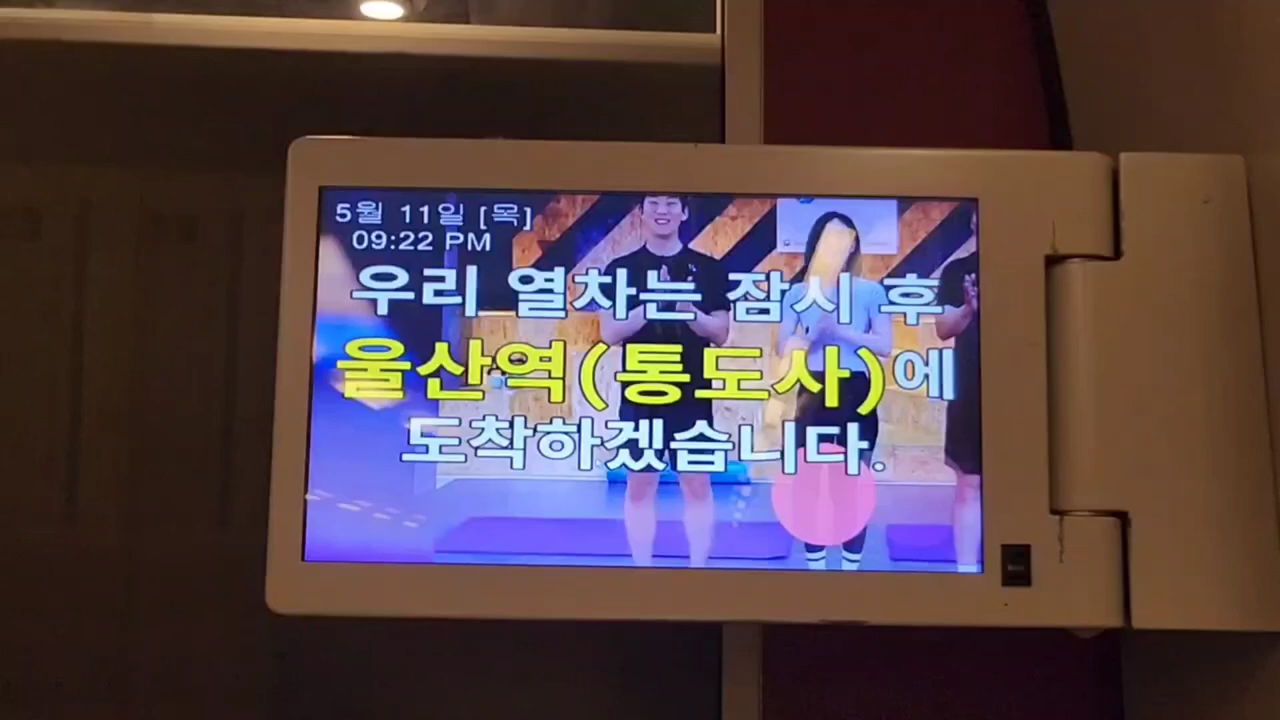 5월 11일 [목]
09:22 PM
우리 열차는 잠시 후
울산역(통도사)에
도착하겠습니다.